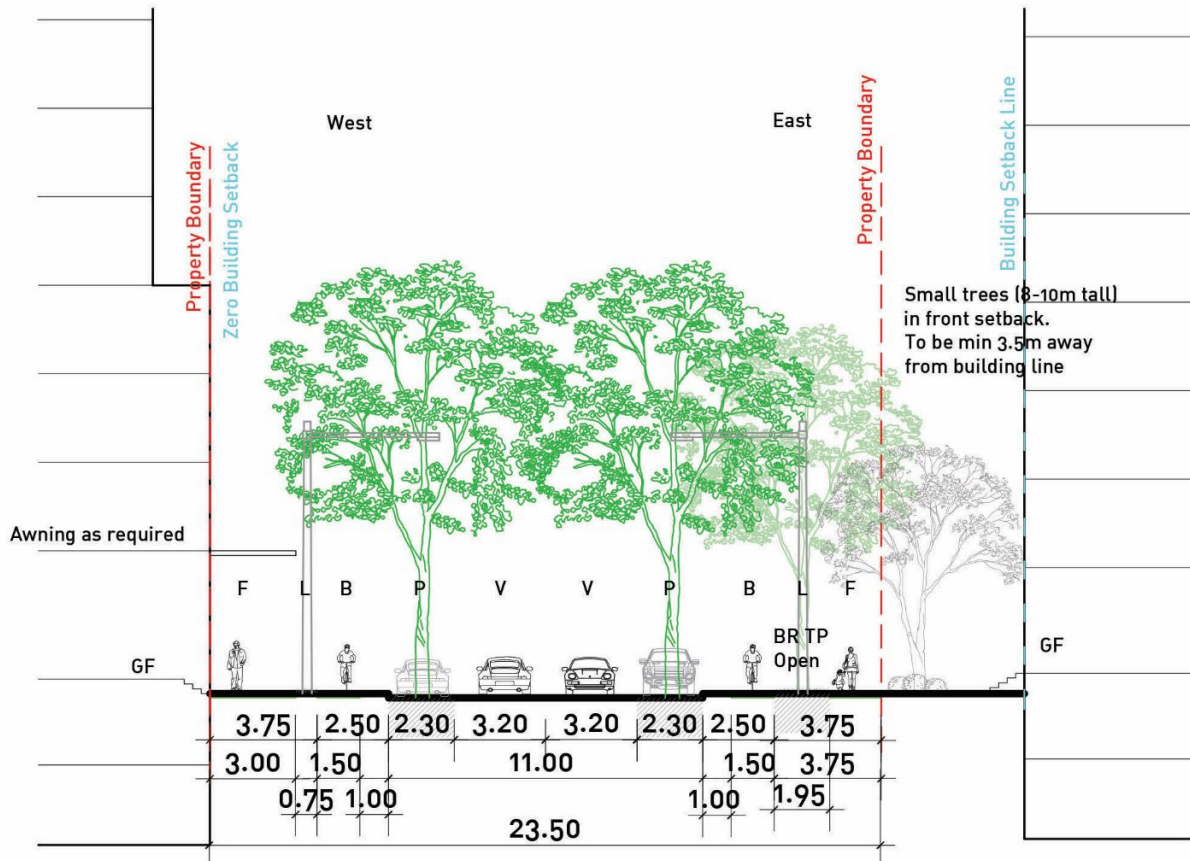 West
East
Property Boundary
Zero Building Setback
Property Boundary
Building Setback Line
Small trees (8-10m tall)
in front setback.
To be min 3.5m away
from building line
Awning as required
F L B P V V P B L F
BR TP
Open
GF
GF
3.75 2.50 2.30 3.20 3.20 2.30 2.50 3.75
3.00 1.50 11.00 1.50 3.75
0.75 1.00 1.00 1.95
23.50